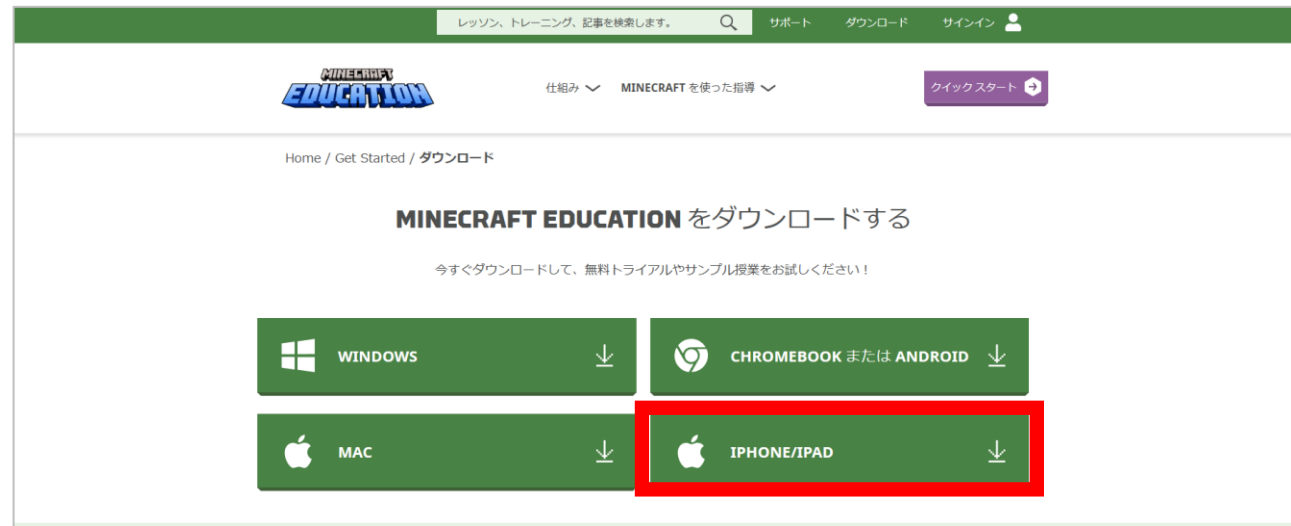 レッスン、トレーニング、記事を検索します。 サポート ダウンロード サインイン
MINECRAFT
EDUCATION
仕組み MINECRAFT を使った指導 クイック スタート
Home / Get Started / ダウンロード
MINECRAFT EDUCATION をダウンロードする
今すぐダウンロードして、無料トライアルやサンプル授業をお試しください！
WINDOWS CHROMEBOOK または ANDROID
MAC IPHONE/IPAD